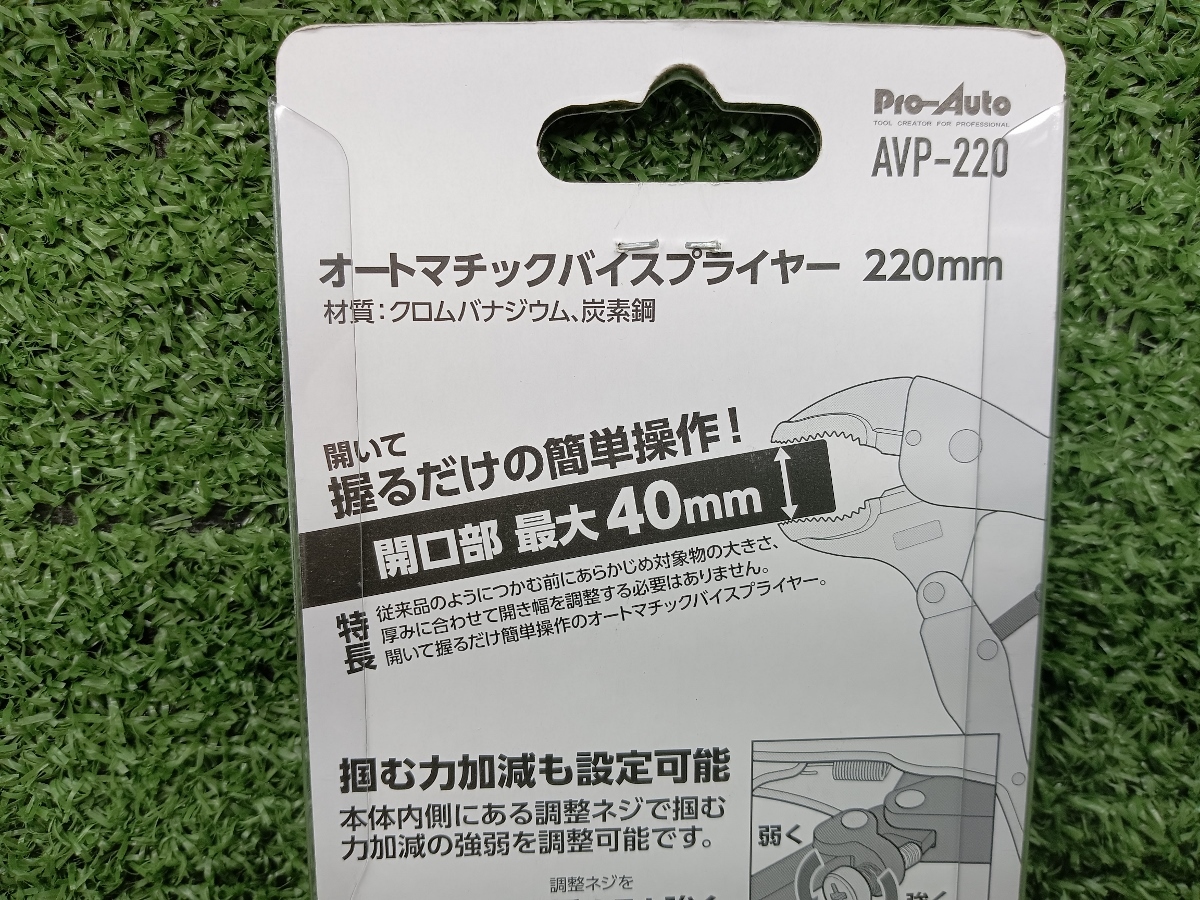 Pro-Auto
TOOL CREATOR FOR PROFESSIONAL
AVP-220
オートマチックバイスプライヤー 220mm
材質:クロムバナジウム、炭素鋼
開いて
握るだけの簡単操作!
開口部 最大 40mm
特長
従来品のようにつかむ前にあらかじめ対象物の大きさ、
厚みに合わせて開き幅を調整する必要はありません。
開いて握るだけ簡単操作のオートマチックバイスプライヤー。
掴む力加減も設定可能
本体内側にある調整ネジで掴む
力加減の強弱を調整可能です。
弱く
強く
調整ネジを